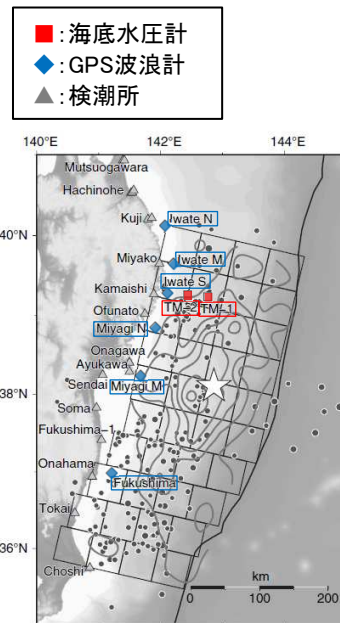 ■:海底水圧計
◆:GPS波浪計
▲:検潮所
140°E
142°E
144°E
Mutsuogawara
Hachinohe
Kuji
Iwate N
40°N
Miyako
Iwate M
Iwate S
Kamaishi
TM-2
TM-1
Ofunato
Miyagi N
Onagawa
Ayukawa
Sendai
Miyagi M
38°N
Soma
Fukushima-1
Onahama
Fukushima
Tokai
36°N
Choshi
km
0
100
200